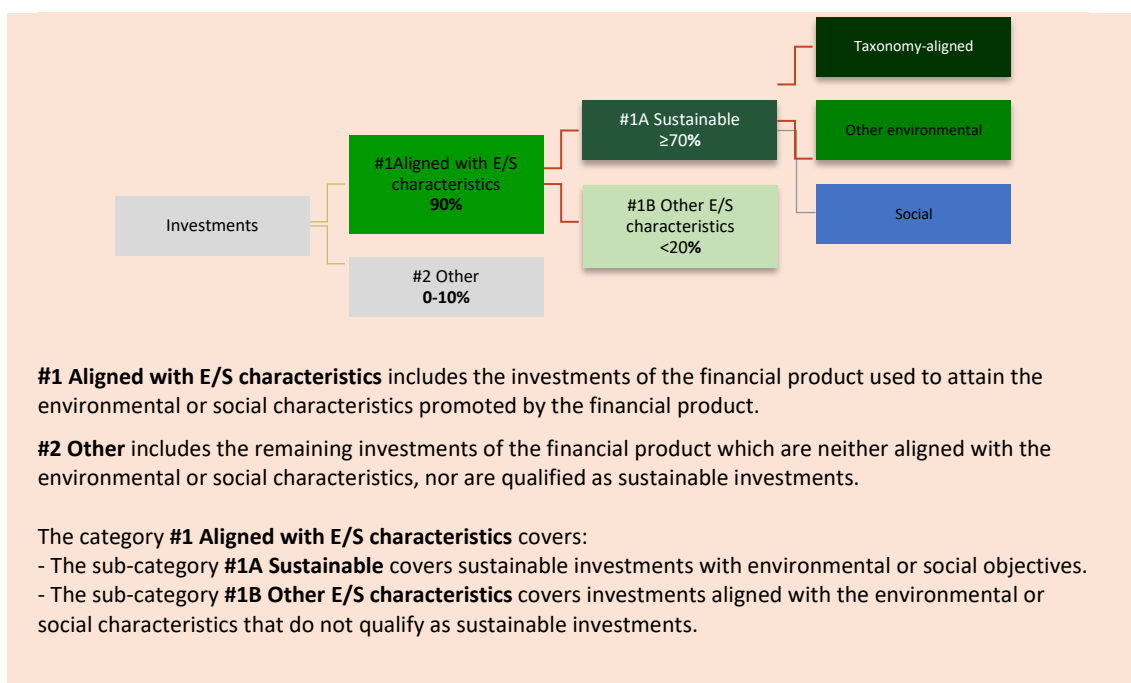 Taxonomy-aligned
#1A Sustainable
≥70%
Other environmental
#1Aligned with E/S
characteristics
90%
#1B Other E/S
characteristics
<20%
Social
Investments
#2 Other
0-10%
#1 Aligned with E/S characteristics includes the investments of the financial product used to attain the
environmental or social characteristics promoted by the financial product.
#2 Other includes the remaining investments of the financial product which are neither aligned with the
environmental or social characteristics, nor are qualified as sustainable investments.
The category #1 Aligned with E/S characteristics covers:
- The sub-category #1A Sustainable covers sustainable investments with environmental or social objectives.
- The sub-category #1B Other E/S characteristics covers investments aligned with the environmental or
social characteristics that do not qualify as sustainable investments.